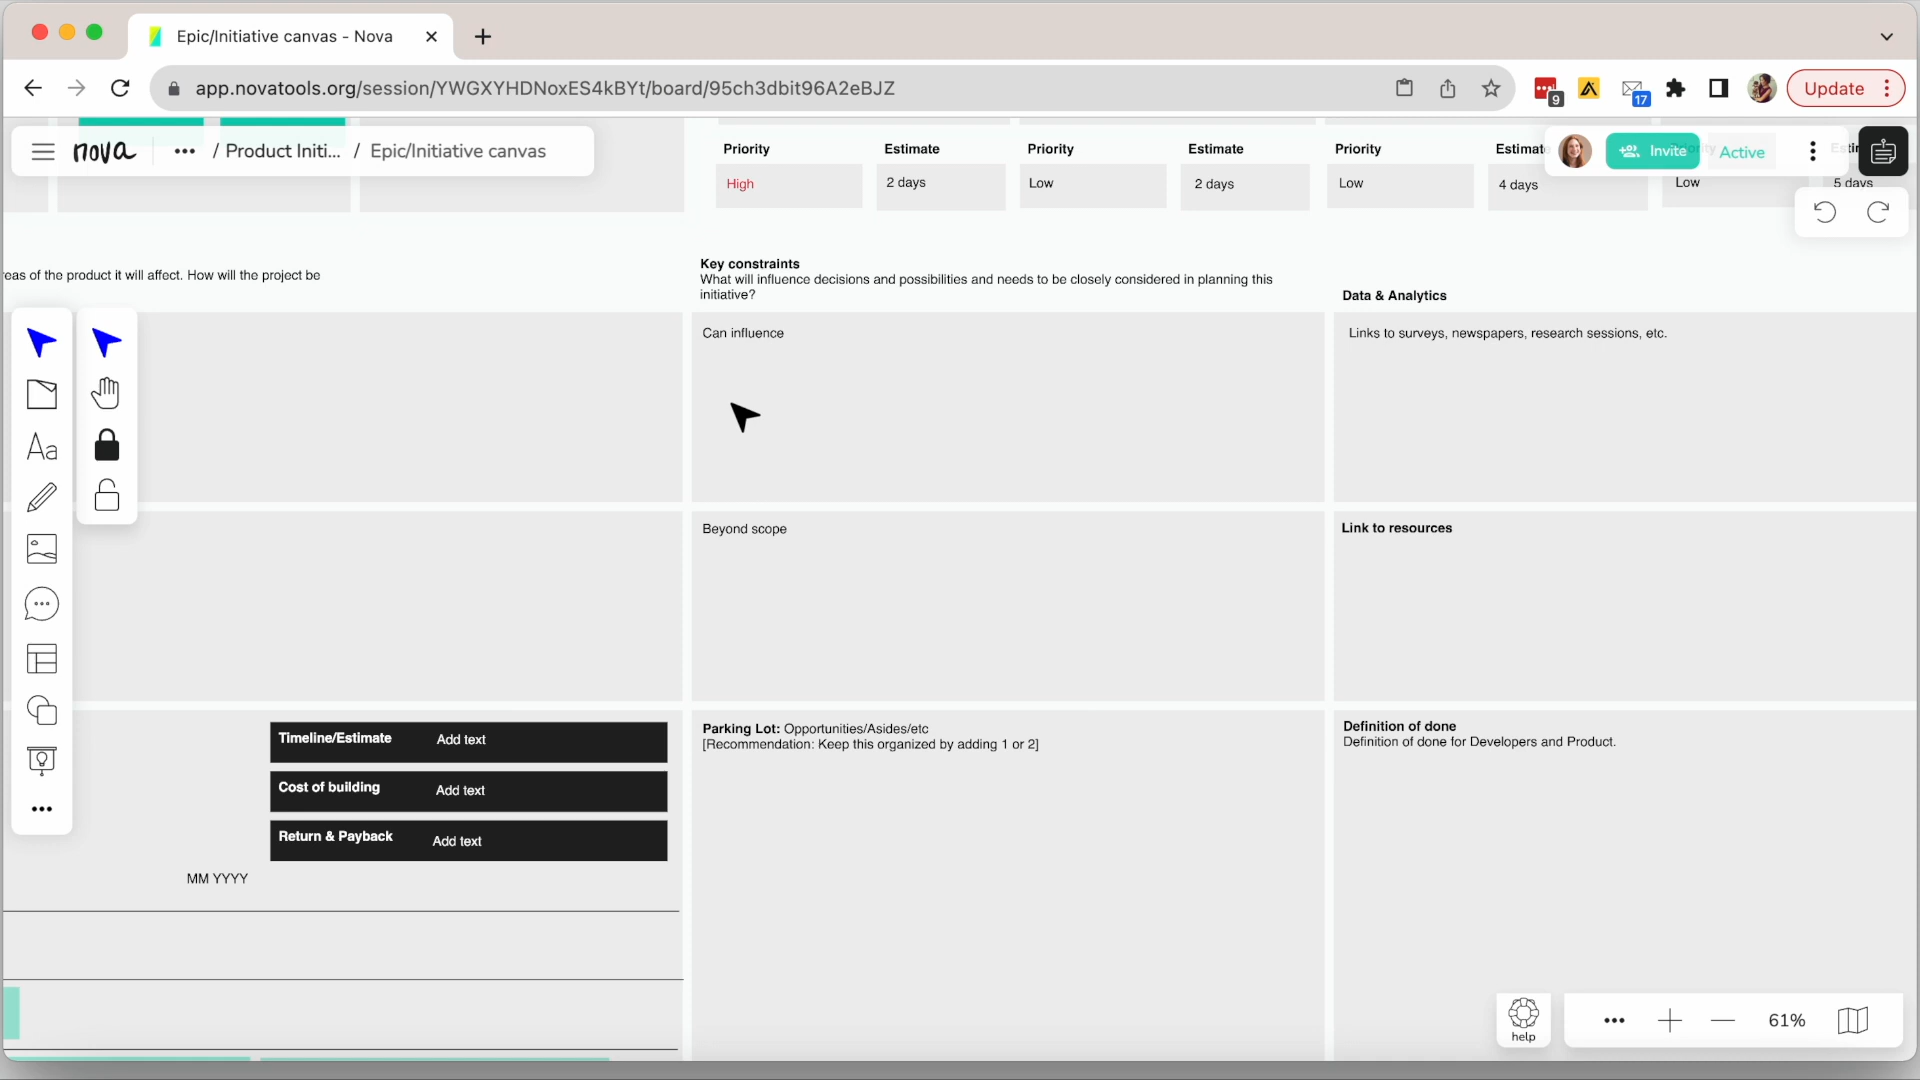 Epic/Initiative canvas - Nova
app.novatools.org/session/YWGXYHDNoxES4kBYt/board/95ch3dbit96A2eBJZ
9
17
Update
nova
/ Product Initi... / Epic/Initiative canvas
Invite
Active
Priority
Estimate
Priority
Estimate
Priority
Estimate
High
2 days
Low
2 days
Low
4 days
Low
5 days
reas of the product it will affect. How will the project be
Key constraints
What will influence decisions and possibilities and needs to be closely considered in planning this
initiative?
Data & Analytics
Can influence
Links to surveys, newspapers, research sessions, etc.
Aa
Beyond scope
Link to resources
Timeline/Estimate
Add text
Cost of building
Add text
Return & Payback
Add text
MM YYYY
Parking Lot: Opportunities/Asides/etc
[Recommendation: Keep this organized by adding 1 or 2]
Definition of done
Definition of done for Developers and Product.
help
61%